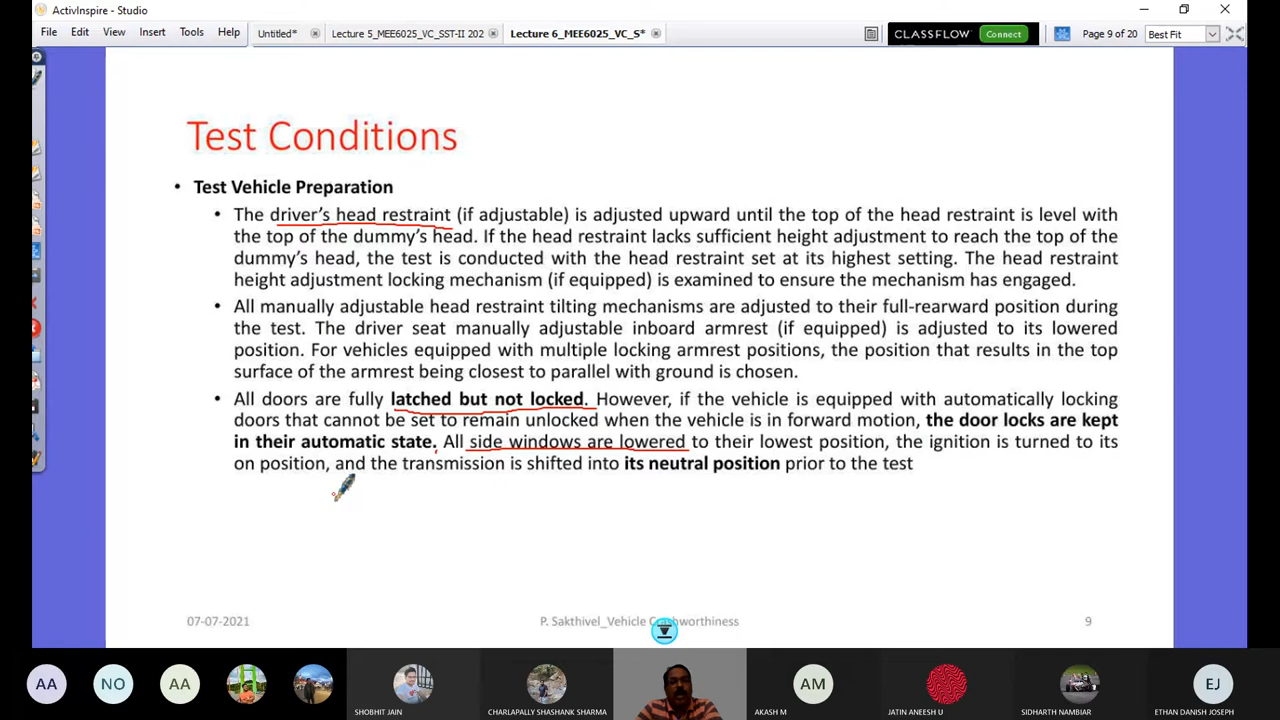 ActivInspire - Studio
File Edit View Insert Tools Help
Untitled* Lecture 5_MEE6025_VC_SST-II 202 Lecture 6_MEE6025_VC_S* CLASSFLOW Connect Page 9 of 20 Best Fit
Test Conditions
• Test Vehicle Preparation
• The driver's head restraint (if adjustable) is adjusted upward until the top of the head restraint is level with
the top of the dummy's head. If the head restraint lacks sufficient height adjustment to reach the top of the
dummy's head, the test is conducted with the head restraint set at its highest setting. The head restraint
height adjustment locking mechanism (if equipped) is examined to ensure the mechanism has engaged.
• All manually adjustable head restraint tilting mechanisms are adjusted to their full-rearward position during
the test. The driver seat manually adjustable inboard armrest (if equipped) is adjusted to its lowered
position. For vehicles equipped with multiple locking armrest positions, the position that results in the top
surface of the armrest being closest to parallel with ground is chosen.
• All doors are fully latched but not locked. However, if the vehicle is equipped with automatically locking
doors that cannot be set to remain unlocked when the vehicle is in forward motion, the door locks are kept
in their automatic state. All side windows are lowered to their lowest position, the ignition is turned to its
on position, and the transmission is shifted into its neutral position prior to the test
07-07-2021 P. Sakthivel_Vehicle Crashworthiness 9
AA NO AA AM EJ
SHOBHIT JAIN CHARLAPALLY SHASHANK SHARMA AKASH M JATIN ANEESH U SIDHARTH NAMBIAR ETHAN DANISH JOSEPH